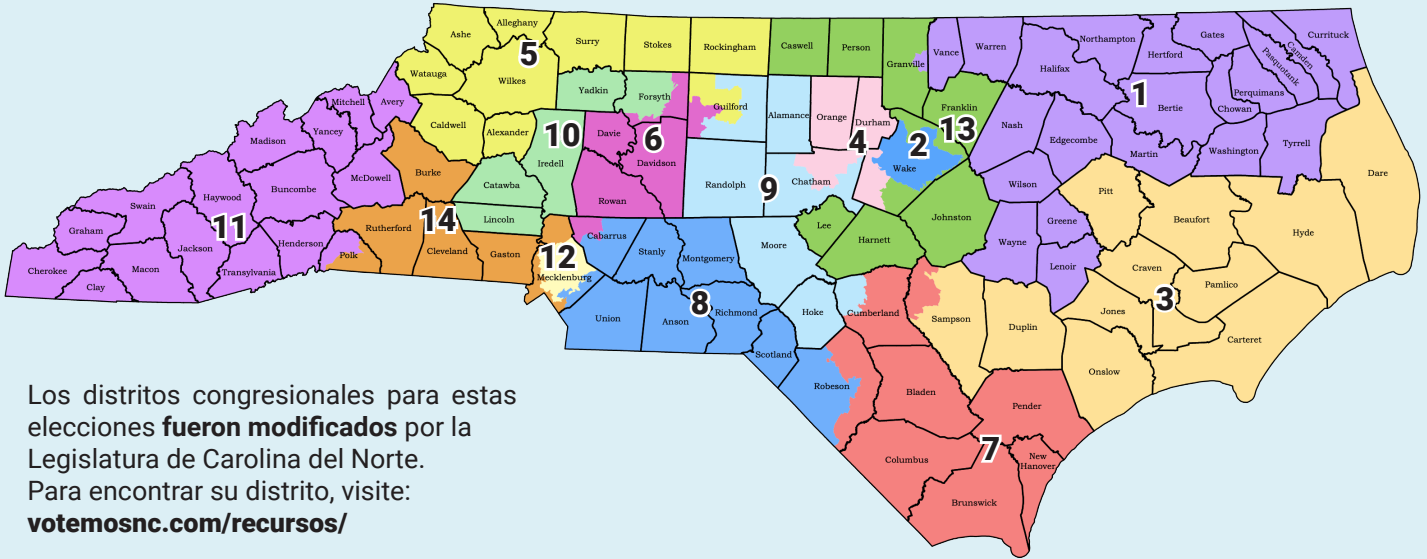 Alleghany
Ashe
5
Surry
Stokes
Rockingham
Caswell
Person
Granville
Vance
Warren
Northampton
Gates
Currituck
Camden
Pasquotank
Hertford
Halifax
1
Perquimans
Chowan
Bertie
Watauga
Wilkes
Yadkin
Forsyth
Guilford
Alamance
Orange
Durham
Franklin
13
Nash
Edgecombe
Martin
Washington
Tyrrell
Dare
Mitchell
Avery
Caldwell
Alexander
10
Davie
6
Davidson
4
2
Wake
Madison
Yancey
McDowell
Burke
Iredell
Catawba
Rowan
Randolph
9
Chatham
Wilson
Pitt
Beaufort
Hyde
Swain
Haywood
Buncombe
Rutherford
14
Lincoln
Lee
Johnston
Greene
Graham
11
Jackson
Henderson
Polk
Cleveland
Gaston
12
Mecklenburg
Cabarrus
Stanly
Montgomery
Moore
Harnett
Wayne
Lenoir
Craven
Pamlico
3
Cherokee
Macon
Clay
Transylvania
Union
8
Anson
Richmond
Hoke
Cumberland
Sampson
Duplin
Jones
Carteret
Scotland
Robeson
Bladen
Onslow
Pender
Columbus
7
New
Hanover
Brunswick
Los distritos congresionales para estas
elecciones fueron modificados por la
Legislatura de Carolina del Norte.
Para encontrar su distrito, visite:
votemosnc.com/recursos/